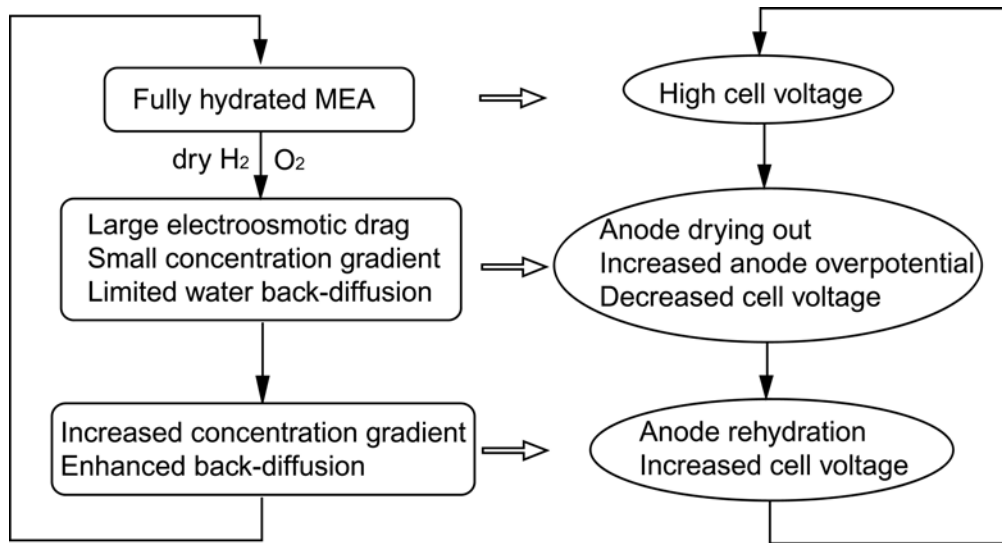 Fully hydrated MEA
High cell voltage
dry H₂ O₂
Large electroosmotic drag
Small concentration gradient
Limited water back-diffusion
Anode drying out
Increased anode overpotential
Decreased cell voltage
Increased concentration gradient
Enhanced back-diffusion
Anode rehydration
Increased cell voltage